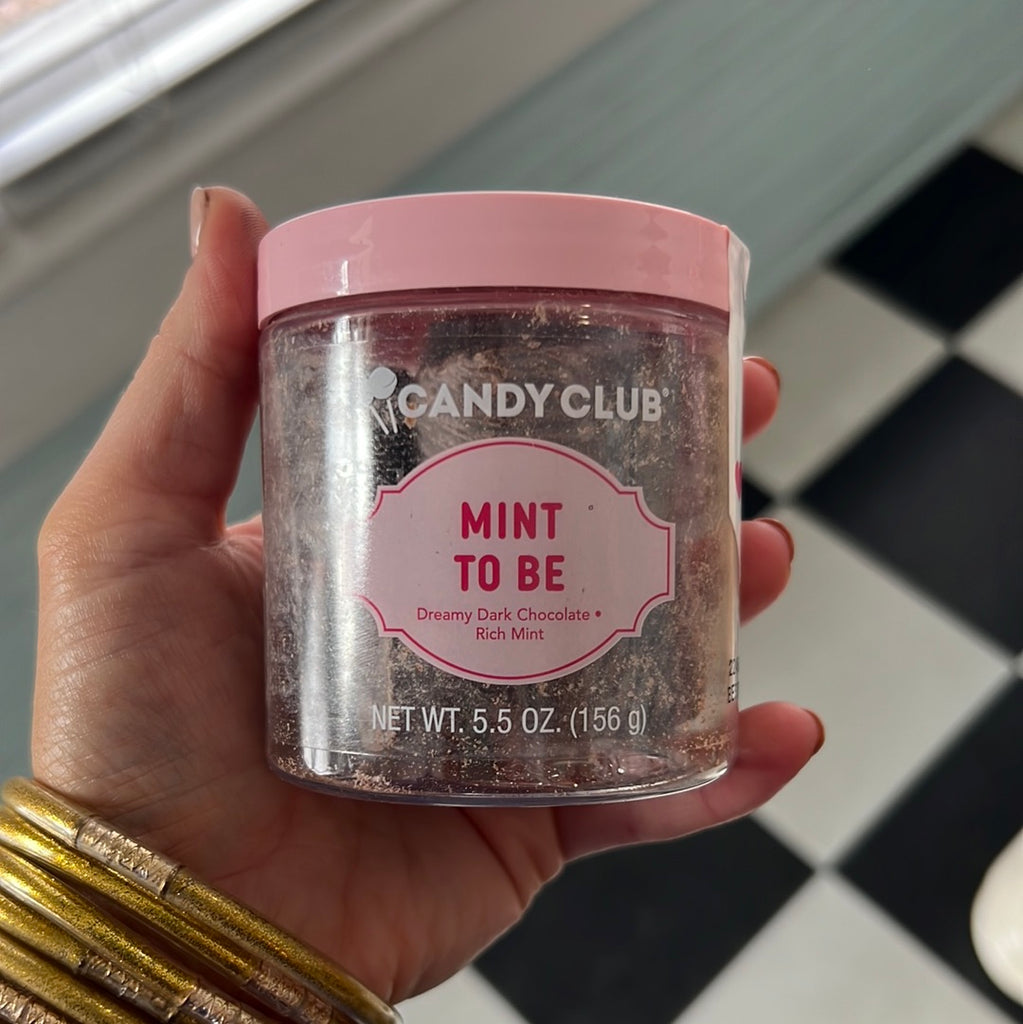 CANDY CLUB®
MINT
TO BE
Dreamy Dark Chocolate •
Rich Mint
NET WT. 5.5 OZ. (156 g)